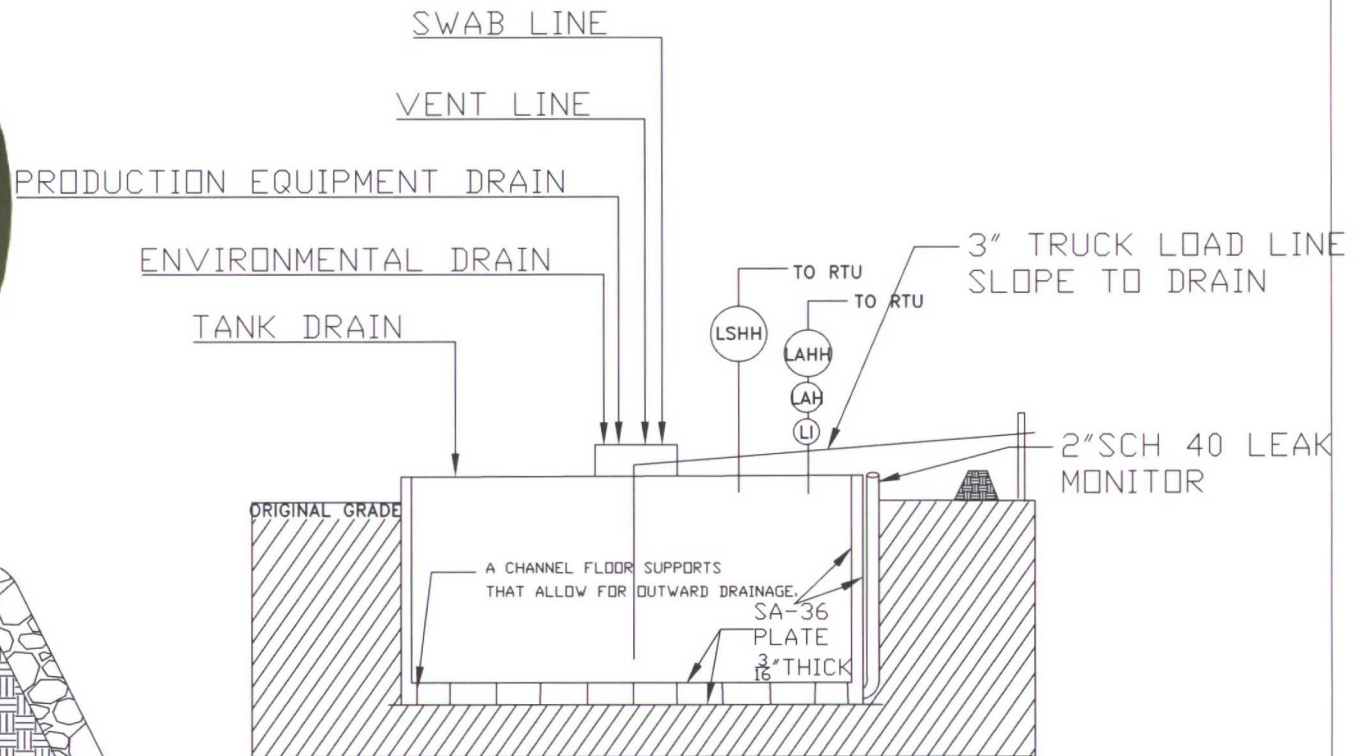 SWAB LINE
VENT LINE
PRODUCTION EQUIPMENT DRAIN
ENVIRONMENTAL DRAIN
TANK DRAIN
3" TRUCK LOAD LINE
SLOPE TO DRAIN
TO RTU
TO RTU
LSHH
LAHH
LAH
LI
2"SCH 40 LEAK
MONITOR
ORIGINAL GRADE
A CHANNEL FLOOR SUPPORTS
THAT ALLOW FOR OUTWARD DRAINAGE.
SA-36
PLATE
3/16" THICK